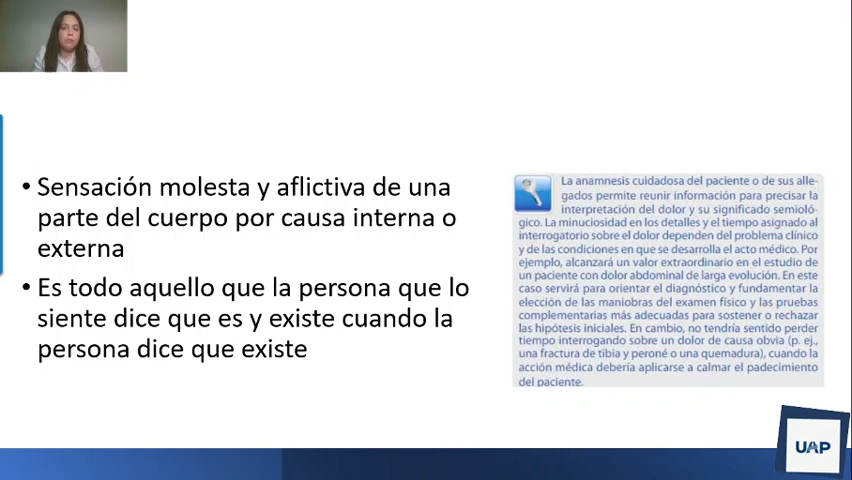 • Sensación molesta y aflictiva de una
parte del cuerpo por causa interna o
externa
• Es todo aquello que la persona que lo
siente dice que es y existe cuando la
persona dice que existe
La anamnesis cuidadosa del paciente o de sus alle-
gados permite reunir información para precisar la
interpretación del dolor y su significado semioló-
gico. La minuciosidad en los detalles y el tiempo asignado al
interrogatorio sobre el dolor dependen del problema clínico
y de las condiciones en que se desarrolla el acto médico. Por
ejemplo, alcanzará un valor extraordinario en el estudio de
un paciente con dolor abdominal de larga evolución. En este
caso servirá para orientar el diagnóstico y fundamentar la
elección de las maniobras del examen físico y las pruebas
complementarias más adecuadas para sostener o rechazar
las hipótesis iniciales. En cambio, no tendría sentido perder
tiempo interrogando sobre un dolor de causa obvia (p. ej.,
una fractura de tibia y peroné o una quemadura), cuando la
acción médica debería aplicarse a calmar el padecimiento
del paciente.
UAP